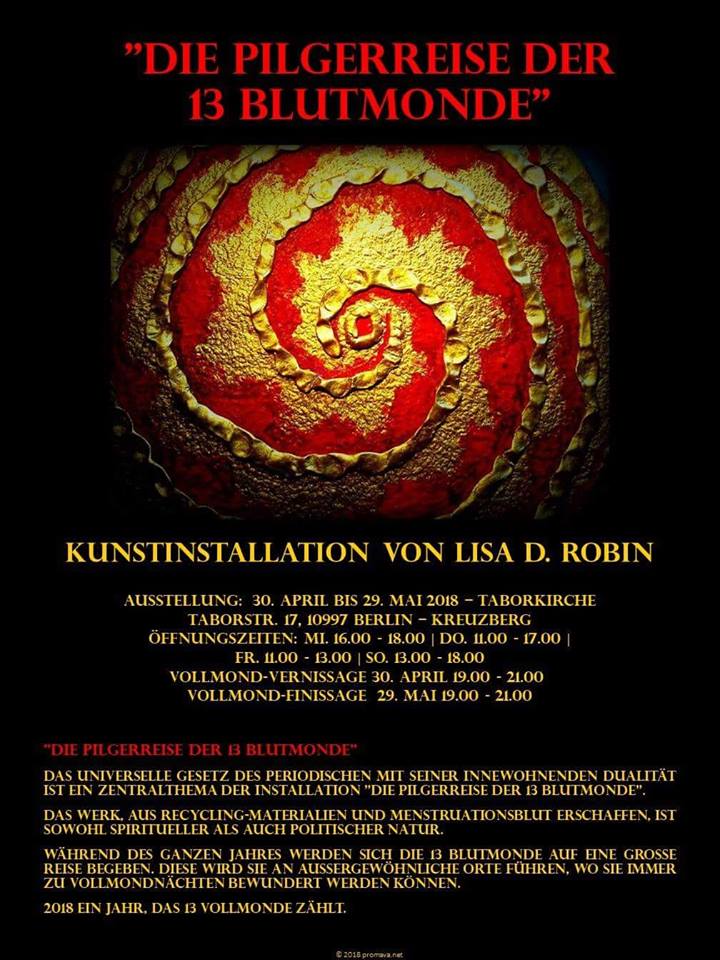 "DIE PILGERREISE DER
13 BLUTMONDE"
KUNSTINSTALLATION VON LISA D. ROBIN
AUSSTELLUNG: 30. APRIL BIS 29. MAI 2018 – TABORKIRCHE
TABORSTR. 17, 10997 BERLIN – KREUZBERG
ÖFFNUNGSZEITEN: MI. 16.00 - 18.00 | DO. 11.00 - 17.00 |
FR. 11.00 - 13.00 | SO. 13.00 - 18.00
VOLLMOND-VERNISSAGE 30. APRIL 19.00 - 21.00
VOLLMOND-FINISSAGE 29. MAI 19.00 - 21.00
"DIE PILGERREISE DER 13 BLUTMONDE"
DAS UNIVERSELLE GESETZ DES PERIODISCHEN MIT SEINER INNEWOHNENDEN DUALITÄT
IST EIN ZENTRALTHEMA DER INSTALLATION "DIE PILGERREISE DER 13 BLUTMONDE".
DAS WERK, AUS RECYCLING-MATERIALIEN UND MENSTRUATIONSBLUT ERSCHAFFEN, IST
SOWOHL SPIRITUELLER ALS AUCH POLITISCHER NATUR.
WÄHREND DES GANZEN JAHRES WERDEN SICH DIE 13 BLUTMONDE AUF EINE GROSSE
REISE BEGEBEN. DIESE WIRD SIE AN AUSSERGEWÖHNLICHE ORTE FÜHREN, WO SIE IMMER
ZU VOLLMONDNÄCHTEN BEWUNDERT WERDEN KÖNNEN.
2018 EIN JAHR, DAS 13 VOLLMONDE ZÄHLT.
© 2018 promava.net